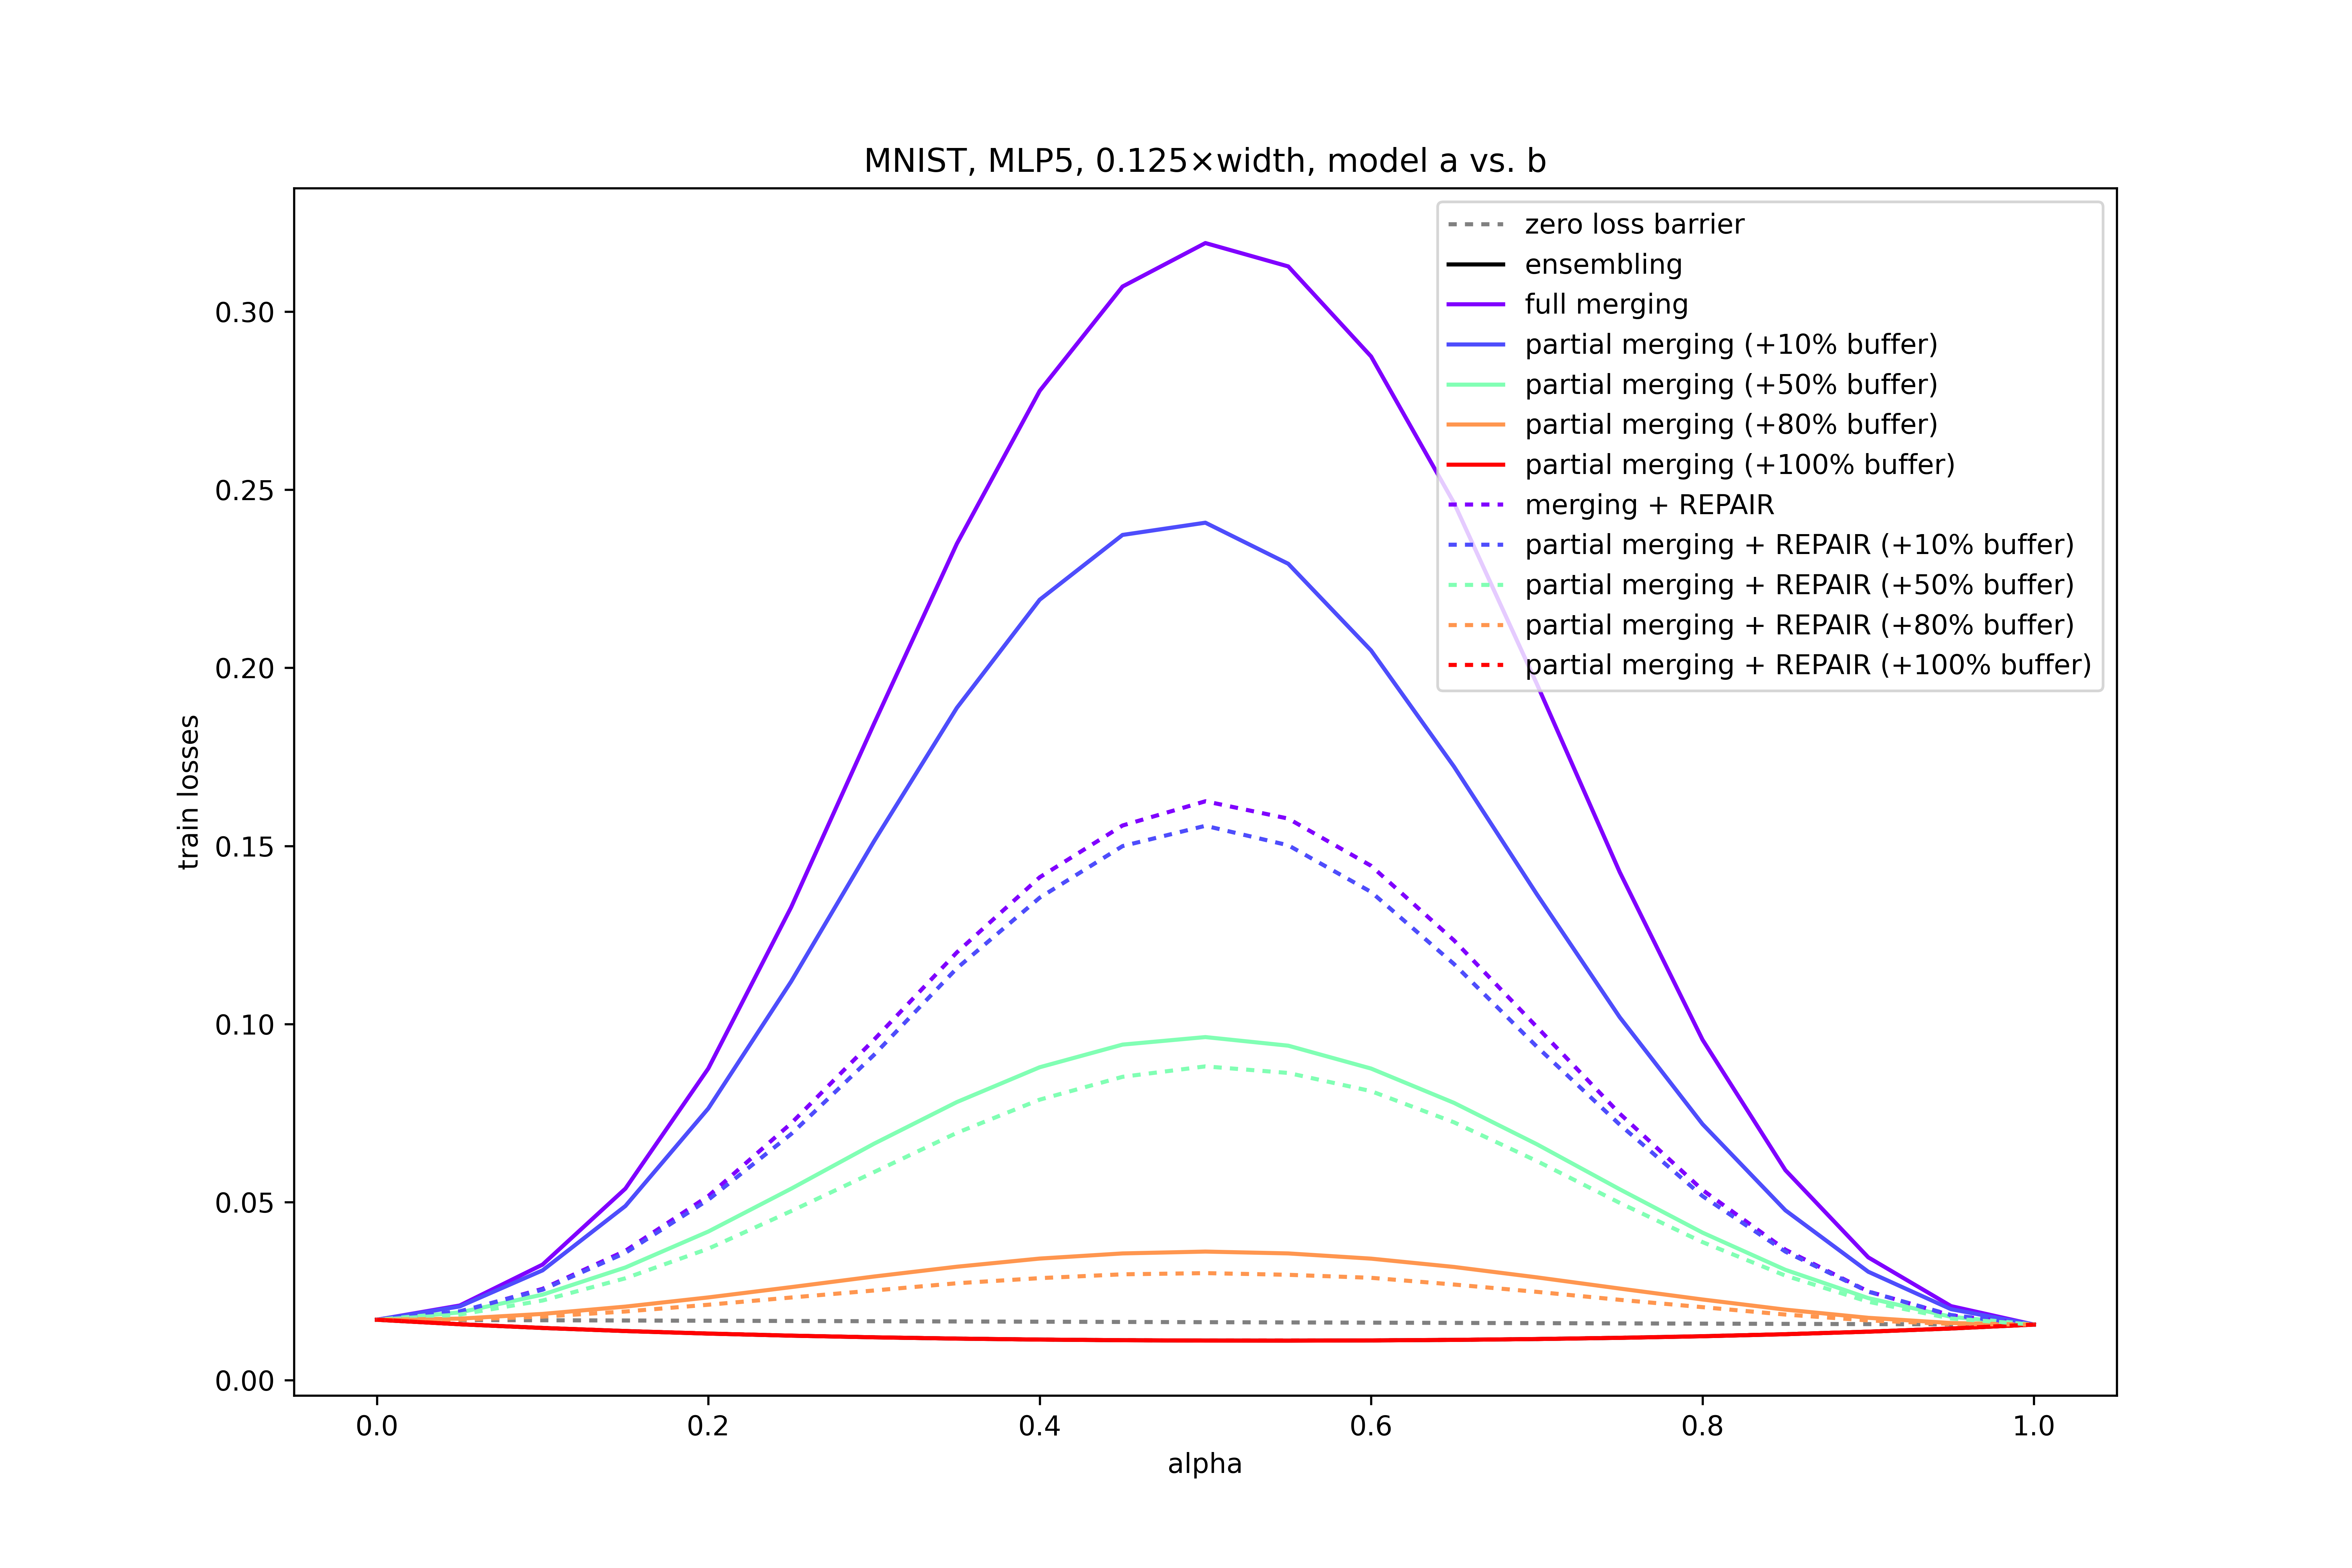 MNIST, MLP5, 0.125×width, model a vs. b
zero loss barrier
ensembling
full merging
partial merging (+10% buffer)
partial merging (+50% buffer)
partial merging (+80% buffer)
partial merging (+100% buffer)
merging + REPAIR
partial merging + REPAIR (+10% buffer)
partial merging + REPAIR (+50% buffer)
partial merging + REPAIR (+80% buffer)
partial merging + REPAIR (+100% buffer)
train losses
0.30
0.25
0.20
0.15
0.10
0.05
0.00
0.0 0.2 0.4 0.6 0.8 1.0
alpha